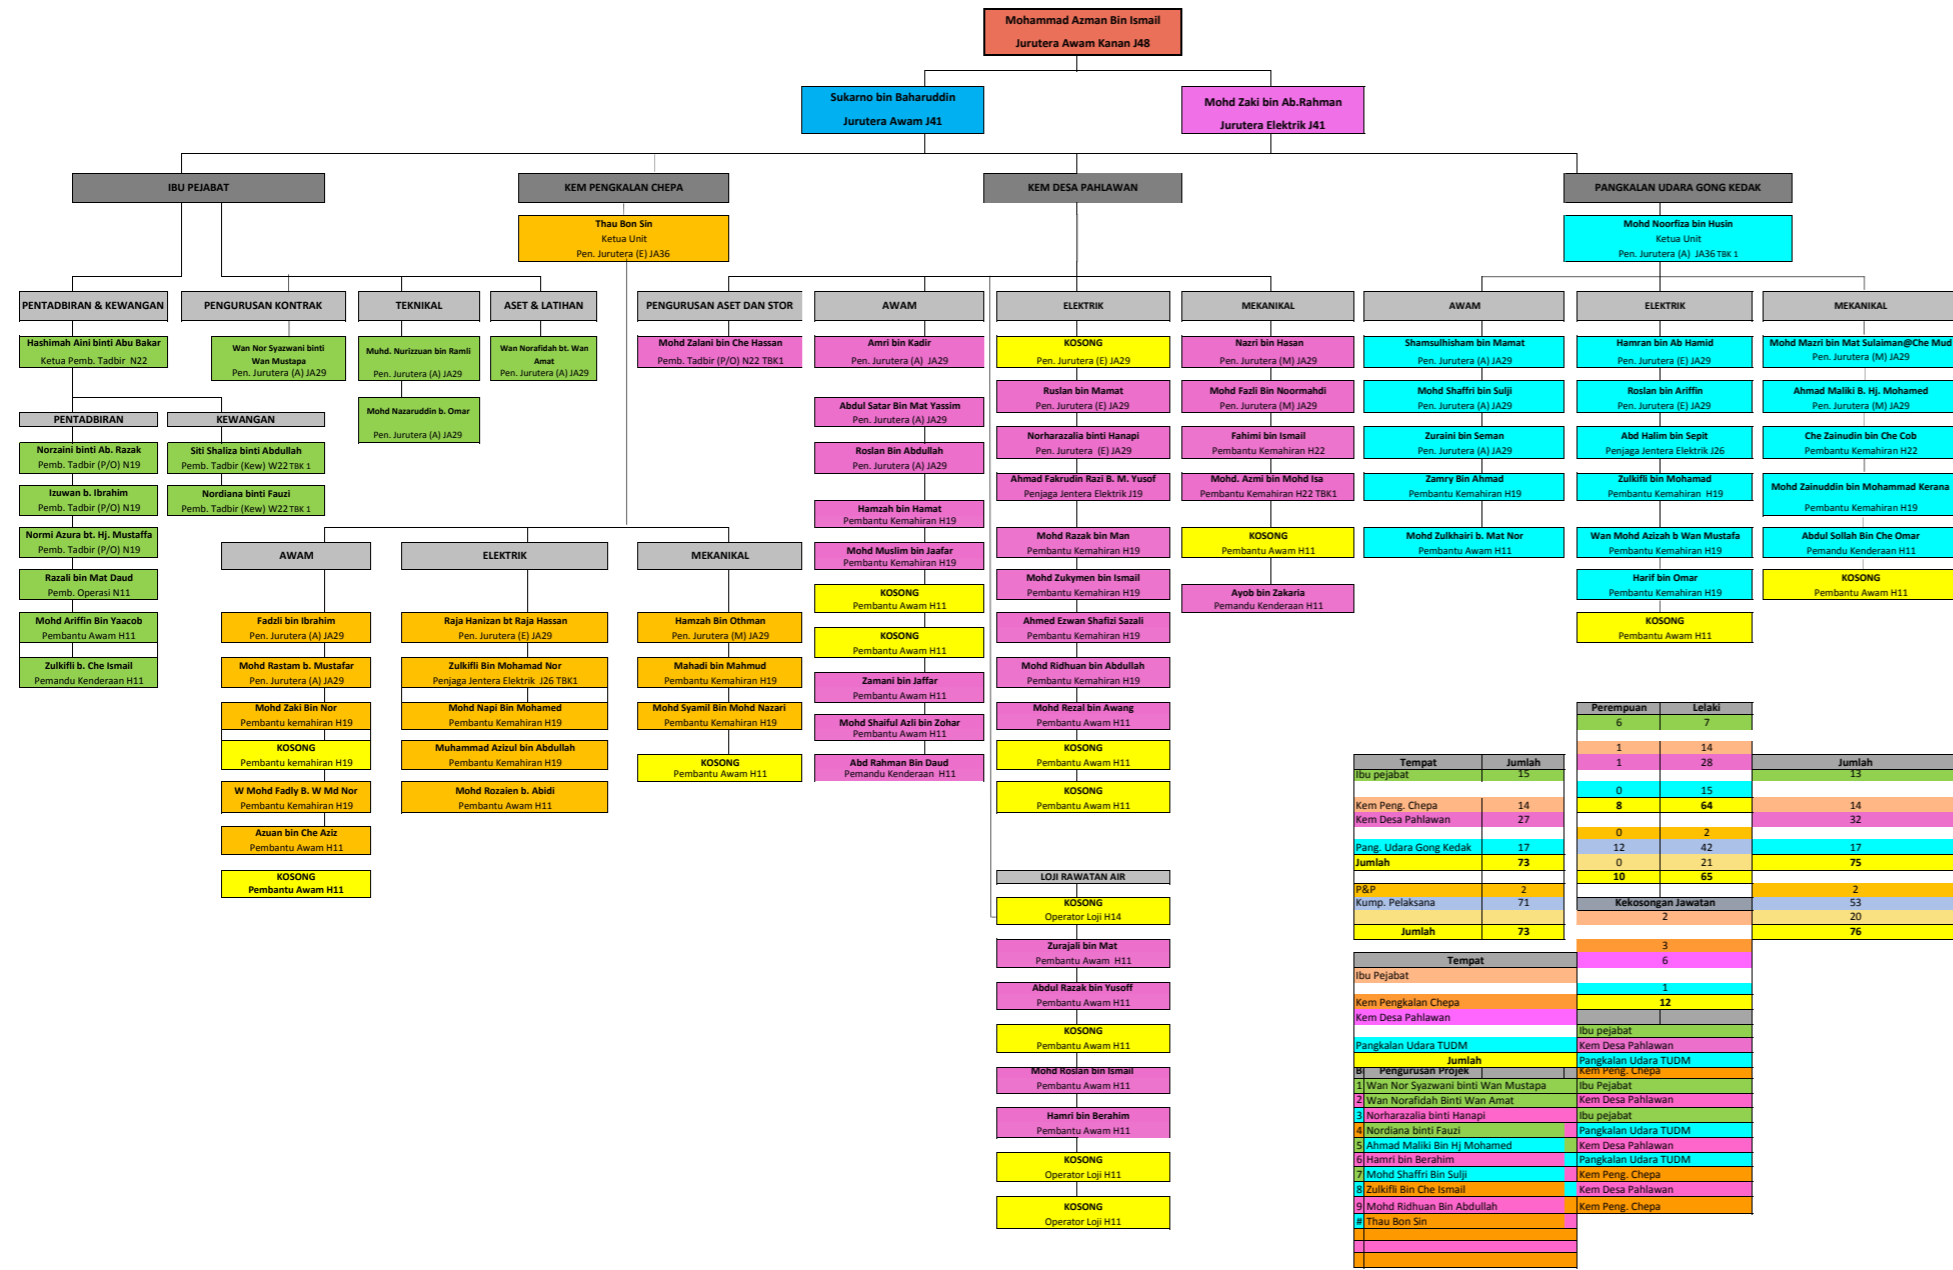 Mohammad Azman Bin Ismail
Jurutera Awam Kanan J48
Sukarno bin Baharuddin
Jurutera Awam J41
Mohd Zaki bin Ab.Rahman
Jurutera Elektrik J41
IBU PEJABAT
KEM PENGKALAN CHEPA
KEM DESA PAHLAWAN
PANGKALAN UDARA GONG KEDAK
Thau Bon Sin
Ketua Unit
Pen. Jurutera (E) JA36
Mohd Noorfiza bin Husin
Ketua Unit
Pen. Jurutera (A) JA36 TBK 1
PENTADBIRAN & KEWANGAN
Hashimah Aini binti Abu Bakar
Ketua Pemb. Tadbir N22
PENGURUSAN KONTRAK
Wan Nor Syazwani binti
Wan Mustapa
Pen. Jurutera (A) JA29
TEKNIKAL
Muhd. Nurizzuan bin Ramli
Pen. Jurutera (A) JA29
Mohd Nazaruddin b. Omar
Pen. Jurutera (A) JA29
ASET & LATIHAN
Wan Norafidah bt. Wan
Amat
Pen. Jurutera (A) JA29
PENTADBIRAN
Norzaini binti Ab. Razak
Pemb. Tadbir (P/O) N19
Izuwan b. Ibrahim
Pemb. Tadbir (P/O) N19
Normi Azura bt. Hj. Mustaffa
Pemb. Tadbir (P/O) N19
Razali bin Mat Daud
Pemb. Operasi N11
Mohd Ariffin Bin Yaacob
Pembantu Awam H11
Zulkifli b. Che Ismail
Pemandu Kenderaan H11
KEWANGAN
Siti Shaliza binti Abdullah
Pemb. Tadbir (Kew) W22 TBK 1
Nordiana binti Fauzi
Pemb. Tadbir (Kew) W22 TBK 1
AWAM
Fadzli bin Ibrahim
Pen. Jurutera (A) JA29
Mohd Rastam b. Mustafar
Pen. Jurutera (A) JA29
Mohd Zaki Bin Nor
Pembantu kemahiran H19
KOSONG
Pembantu kemahiran H19
W Mohd Fadly B. W Md Nor
Pembantu Kemahiran H19
Azuan bin Che Aziz
Pembantu Awam H11
KOSONG
Pembantu Awam H11
ELEKTRIK
Raja Hanizan bt Raja Hassan
Pen. Jurutera (E) JA29
Zulkifli Bin Mohamad Nor
Penjaga Jentera Elektrik J26 TBK1
Mohd Napi Bin Mohamed
Pembantu Kemahiran H19
Muhammad Azizul bin Abdullah
Pembantu Kemahiran H19
Mohd Rozaien b. Abidi
Pembantu Awam H11
MEKANIKAL
Hamzah Bin Othman
Pen. Jurutera (M) JA29
Mahadi bin Mahmud
Pembantu Kemahiran H19
Mohd Syamil Bin Mohd Nazari
Pembantu Kemahiran H19
KOSONG
Pembantu Awam H11
PENGURUSAN ASET DAN STOR
Mohd Zalani bin Che Hassan
Pemb. Tadbir (P/O) N22 TBK1
AWAM
Amri bin Kadir
Pen. Jurutera (A) JA29
Abdul Satar Bin Mat Yassim
Pen. Jurutera (A) JA29
Roslan Bin Abdullah
Pen. Jurutera (A) JA29
Hamzah bin Hamat
Pembantu Kemahiran H19
Mohd Muslim bin Jaafar
Pembantu Kemahiran H19
KOSONG
Pembantu Awam H11
KOSONG
Pembantu Awam H11
Zamani bin Jaffar
Pembantu Awam H11
Mohd Shaiful Azli bin Zohar
Pembantu Awam H11
Abd Rahman Bin Daud
Pemandu Kenderaan H11
ELEKTRIK
KOSONG
Pen. Jurutera (E) JA29
Ruslan bin Mamat
Pen. Jurutera (E) JA29
Norharazalia binti Hanapi
Pen. Jurutera (E) JA29
Ahmad Fakrudin Razi B. M. Yusof
Penjaga Jentera Elektrik J19
Mohd Razak bin Man
Pembantu Kemahiran H19
Mohd Zukymen bin Ismail
Pembantu Kemahiran H19
Ahmed Ezwan Shafizi Sazali
Pembantu Kemahiran H19
Mohd Ridhuan bin Abdullah
Pembantu Kemahiran H19
Mohd Rezal bin Awang
Pembantu Awam H11
KOSONG
Pembantu Awam H11
KOSONG
Pembantu Awam H11
LOJI RAWATAN AIR
KOSONG
Operator Loji H14
Zurajali bin Mat
Pembantu Awam H11
Abdul Razak bin Yusoff
Pembantu Awam H11
KOSONG
Pembantu Awam H11
Mohd Roslan bin Ismail
Pembantu Awam H11
Hamri bin Berahim
Pembantu Awam H11
KOSONG
Operator Loji H11
KOSONG
Operator Loji H11
MEKANIKAL
Nazri bin Hasan
Pen. Jurutera (M) JA29
Mohd Fazli Bin Noormahdi
Pen. Jurutera (M) JA29
Fahimi bin Ismail
Pembantu Kemahiran H22
Mohd. Azmi bin Mohd Isa
Pembantu Kemahiran H22 TBK1
KOSONG
Pembantu Awam H11
Ayob bin Zakaria
Pemandu Kenderaan H11
AWAM
Shamsulhisham bin Mamat
Pen. Jurutera (A) JA29
Mohd Shaffri bin Sulji
Pen. Jurutera (A) JA29
Zuraini bin Seman
Pen. Jurutera (A) JA29
Zamry Bin Ahmad
Pembantu Kemahiran H19
Mohd Zulkhairi b. Mat Nor
Pembantu Awam H11
ELEKTRIK
Hamran bin Ab Hamid
Pen. Jurutera (E) JA29
Roslan bin Ariffin
Pen. Jurutera (E) JA29
Abd Halim bin Sepit
Penjaga Jentera Elektrik J26
Zulkifli bin Mohamad
Pembantu Kemahiran H19
Wan Mohd Azizah b Wan Mustafa
Pembantu Kemahiran H19
Harif bin Omar
Pembantu Kemahiran H19
KOSONG
Pembantu Awam H11
MEKANIKAL
Mohd Mazri bin Mat Sulaiman@Che Mud
Pen. Jurutera (M) JA29
Ahmad Maliki B. Hj. Mohamed
Pen. Jurutera (M) JA29
Che Zainudin bin Che Cob
Pembantu Kemahiran H22
Mohd Zainuddin bin Mohammad Kerana
Pembantu Kemahiran H19
Abdul Sollah Bin Che Omar
Pemandu Kenderaan H11
KOSONG
Pembantu Awam H11
Perempuan Lelaki
6 7
1 14
Tempat Jumlah 1 28 Jumlah
Ibu pejabat 15 13
0 15
Kem Peng. Chepa 14 8 64 14
Kem Desa Pahlawan 27 32
0 2
Pang. Udara Gong Kedak 17 12 42 17
Jumlah 73 0 21 75
10 65
P&P 2 2
Kump. Pelaksana 71 Kekosongan Jawatan 53
2 20
Jumlah 73 76
3
Tempat 6
Ibu Pejabat
1
Kem Pengkalan Chepa 12
Kem Desa Pahlawan
Ibu pejabat
Pangkalan Udara TUDM Kem Desa Pahlawan
Jumlah Pangkalan Udara TUDM
B Pengurusan Projek Kem Peng. Chepa
1 Wan Nor Syazwani binti Wan Mustapa Ibu Pejabat
2 Wan Norafidah Binti Wan Amat Kem Desa Pahlawan
3 Norharazalia binti Hanapi Ibu pejabat
4 Nordiana binti Fauzi Pangkalan Udara TUDM
5 Ahmad Maliki Bin Hj Mohamed Kem Desa Pahlawan
6 Hamri bin Berahim Pangkalan Udara TUDM
7 Mohd Shaffri Bin Sulji Kem Peng. Chepa
8 Zulkifli Bin Che Ismail Kem Desa Pahlawan
9 Mohd Ridhuan Bin Abdullah Kem Peng. Chepa
# Thau Bon Sin